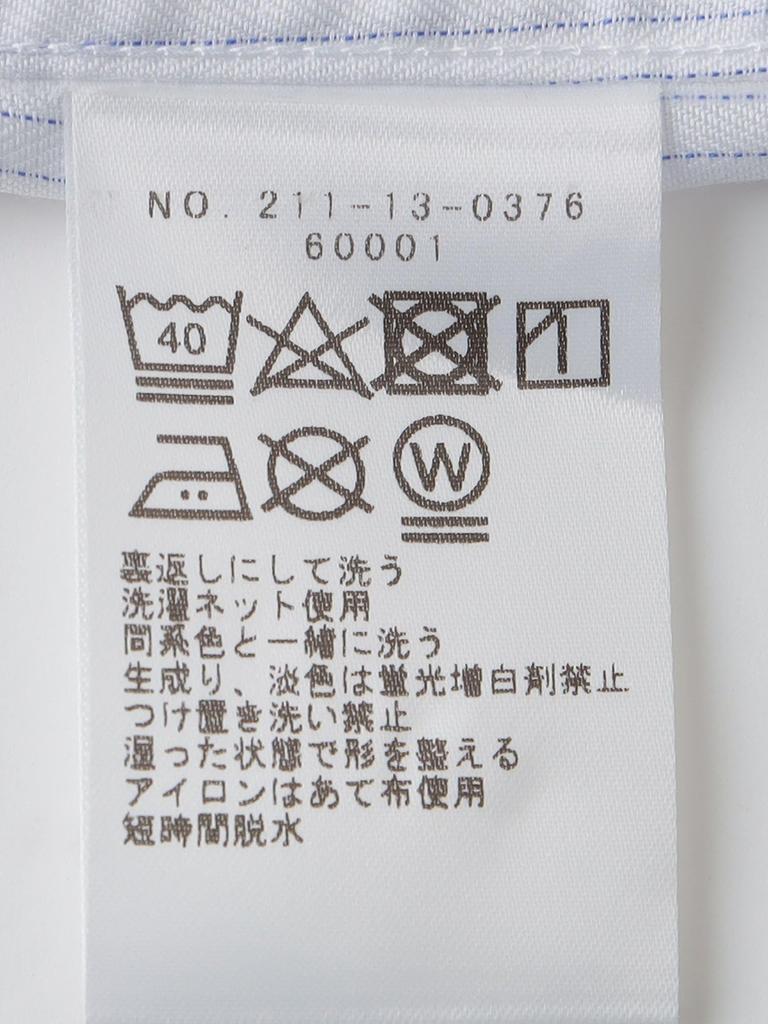 NO. 211-13-0376
60001
40
W
裏返しにして洗う
洗濯ネット使用
同系色と一緒に洗う
生成り、淡色は蛍光増白剤禁止
つけ置き洗い禁止
湿った状態で形を整える
アイロンはあて布使用
短時間脱水